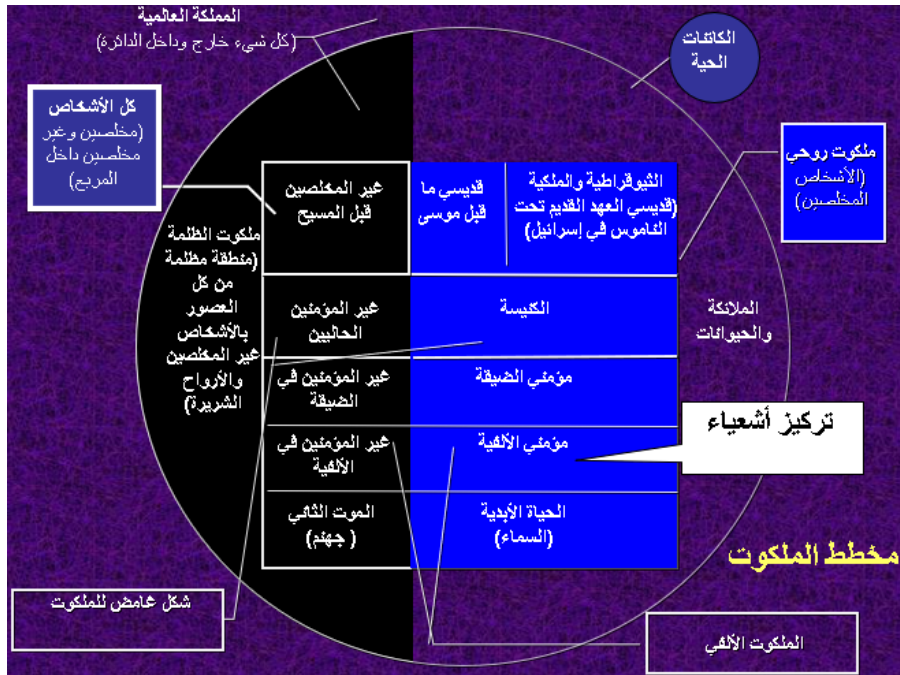 المملكة العالمية
(كل شيء خارج وداخل الدائرة)
الكائنات
الحية
كل الأشخاص
(مخلصين وغير
مخلصين داخل
المربع)
ملكوت روحي
(الأشخاص
المخلصين)
غير المخلصين
قبل المسيح
قديسي ما
قبل موسى
الثيوقراطية والملكية
(قديسي العهد القديم تحت
الناموس في إسرائيل)
ملكوت الظلمة
(منطقة مظلمة
من كل
العصور
بالأشخاص
غير المخلصين
والأرواح
الشريرة)
غير المؤمنين
الحاليين
الكنيسة
الملائكة
والحيوانات
غير المؤمنين في
الضيقة
مؤمني الضيقة
تركيز أشعياء
غير المؤمنين في
الألفية
مؤمني الألفية
الموت الثاني
( جهنم)
الحياة الأبدية
(السماء)
مخطط الملكوت
شكل غامض للملكوت
الملكوت الألفي